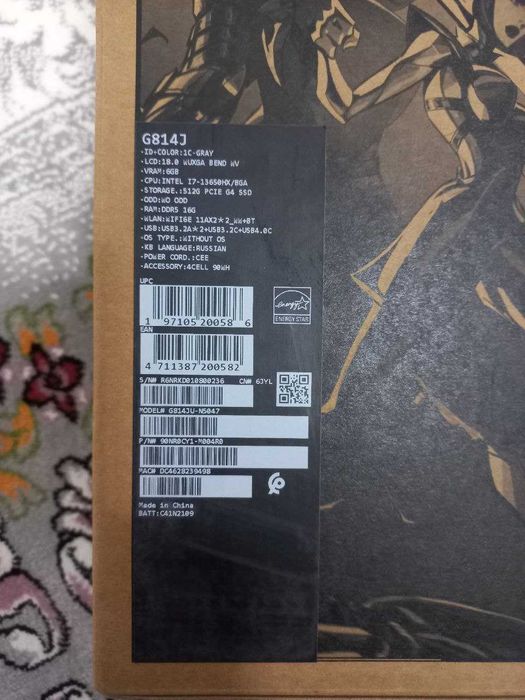 G814J
·ID-COLOR:1C-GRAY
·LCD:18.0 WUXGA BEND WV
·VRAM:6GB
·CPU:INTEL I7-13650HX/BGA
·STORAGE.:512G PCIE G4 SSD
·ODD:WO ODD
·RAM:DDR5 16G
·WLAN:WIFI6E 11AX2*2_WW+BT
·USB:USB3.2A*2+USB3.2C+USB4.0C
·OS TYPE.:WITHOUT OS
·KB LANGUAGE:RUSSIAN
·POWER CORD.:CEE
·ACCESSORY:4CELL 90WH
UPC
1 97105 20058 6
energy
ENERGY STAR
EAN
4 711387 200582
S/N# R6NRKD010800236 CN# 6JYL
MODEL# G814JU-N5047
P/N# 90NR0CY1-M004R0
MAC# DC4628239498
Made in China
BATT:C41N2109